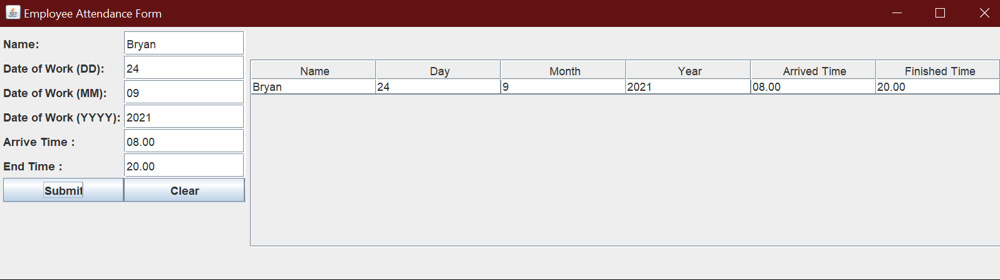 Employee Attendance Form
Name: Bryan
Date of Work (DD): 24
Date of Work (MM): 09
Date of Work (YYYY): 2021
Arrive Time : 08.00
End Time : 20.00
Submit Clear
Name Day Month Year Arrived Time Finished Time
Bryan 24 9 2021 08.00 20.00